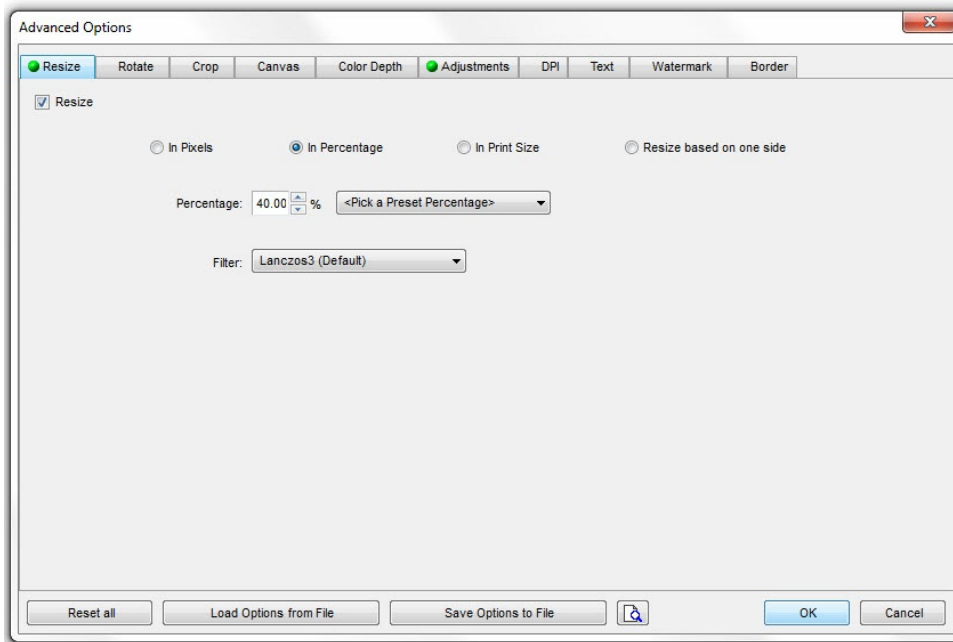 Advanced Options
Resize Rotate Crop Canvas Color Depth Adjustments DPI Text Watermark Border
Resize
In Pixels In Percentage In Print Size Resize based on one side
Percentage: 40.00 % <Pick a Preset Percentage>
Filter: Lanczos3 (Default)
Reset all Load Options from File Save Options to File OK Cancel